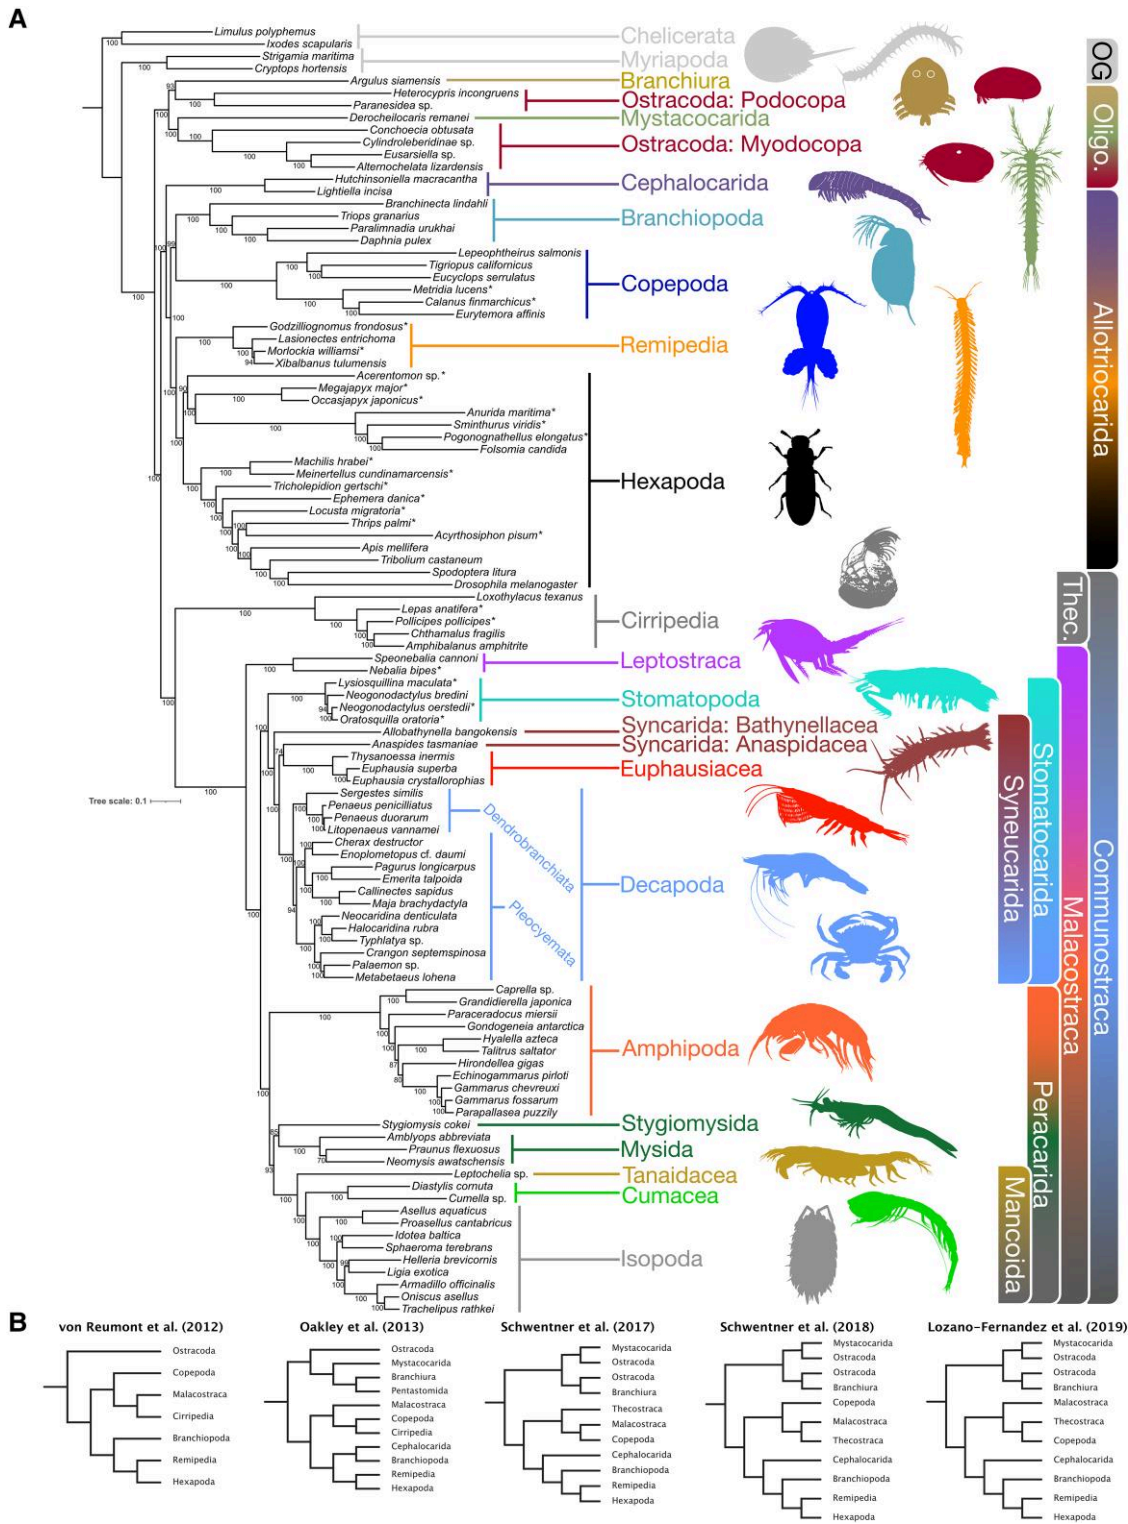 A
Limulus polyphemus
Ixodes scapularis
Chelicerata
Strigamia maritima
Cryptops hortensis
Myriapoda
Argulus siamensis
Branchiura
Heterocypris incongruens
Paranesidea sp.
Ostracoda: Podocopa
Derocheilocaris remanei
Mystacocarida
Conchoecia obtusata
Cylindroleberidinae sp.
Eusarsiella sp.
Alternochelata lizardensis
Ostracoda: Myodocopa
Hutchinsoniella macracantha
Lightiella incisa
Cephalocarida
Branchinecta lindahli
Triops granarius
Paralimnadia urukhai
Daphnia pulex
Branchiopoda
Lepeophtheirus salmonis
Tigriopus californicus
Eucyclops serrulatus
Metridia lucens*
Calanus finmarchicus*
Eurytemora affinis
Copepoda
Godzilliognomus frondosus*
Lasionectes entrichoma
Morlockia williamsi*
Xibalbanus tulumensis
Remipedia
Acerentomon sp.*
Megajapyx major*
Occasjapyx japonicus*
Anurida maritima*
Sminthurus viridis*
Pogonognathellus elongatus*
Folsomia candida
Machilis hrabei*
Meinertellus cundinamarcensis*
Tricholepidion gertschi*
Ephemera danica*
Locusta migratoria*
Thrips palmi*
Acyrthosiphon pisum*
Apis mellifera
Tribolium castaneum
Spodoptera litura
Drosophila melanogaster
Hexapoda
Loxothylacus texanus
Lepas anatifera*
Pollicipes pollicipes*
Chthamalus fragilis
Amphibalanus amphitrite
Cirripedia
Speonebalia cannoni
Nebalia bipes*
Leptostraca
Lysiosquillina maculata*
Neogonodactylus bredini
Neogonodactylus oerstedii*
Oratosquilla oratoria*
Stomatopoda
Allobathynella bangokensis
Syncarida: Bathynellacea
Anaspides tasmaniae
Syncarida: Anaspidacea
Thysanoessa inermis
Euphausia superba
Euphausia crystallorophias
Euphausiacea
Tree scale: 0.1
Sergestes similis
Penaeus penicilliatus
Penaeus duorarum
Litopenaeus vannamei
Dendrobranchiata
Cherax destructor
Enoplometopus cf. daumi
Pagurus longicarpus
Emerita talpoida
Callinectes sapidus
Maja brachydactyla
Neocaridina denticulata
Halocaridina rubra
Typhlatya sp.
Crangon septemspinosa
Palaemon sp.
Metabetaeus lohena
Pleocyemata
Decapoda
Caprella sp.
Grandidierella japonica
Paraceradocus miersii
Gondogeneia antarctica
Hyalella azteca
Talitrus saltator
Hirondellea gigas
Echinogammarus pirloti
Gammarus chevreuxi
Gammarus fossarum
Parapallasea puzzily
Amphipoda
Stygiomysis cokei
Stygiomysida
Amblyops abbreviata
Praunus flexuosus
Neomysis awatschensis
Mysida
Leptochelia sp.
Tanaidacea
Diastylis cornuta
Cumella sp.
Cumacea
Asellus aquaticus
Proasellus cantabricus
Idotea baltica
Sphaeroma terebrans
Helleria brevicornis
Ligia exotica
Armadillo officinalis
Oniscus asellus
Trachelipus rathkei
Isopoda
OG
Oligo.
Allotriocarida
Thec.
Communostraca
Malacostraca
Stomatocarida
Syneucarida
Peracarida
Mancoida
B
von Reumont et al. (2012)
Ostracoda
Copepoda
Malacostraca
Cirripedia
Branchiopoda
Remipedia
Hexapoda
Oakley et al. (2013)
Ostracoda
Mystacocarida
Branchiura
Pentastomida
Malacostraca
Copepoda
Cirripedia
Cephalocarida
Branchiopoda
Remipedia
Hexapoda
Schwentner et al. (2017)
Mystacocarida
Ostracoda
Ostracoda
Branchiura
Thecostraca
Malacostraca
Copepoda
Cephalocarida
Branchiopoda
Remipedia
Hexapoda
Schwentner et al. (2018)
Mystacocarida
Ostracoda
Ostracoda
Branchiura
Copepoda
Malacostraca
Thecostraca
Cephalocarida
Branchiopoda
Remipedia
Hexapoda
Lozano-Fernandez et al. (2019)
Mystacocarida
Ostracoda
Ostracoda
Branchiura
Malacostraca
Thecostraca
Copepoda
Cephalocarida
Branchiopoda
Remipedia
Hexapoda